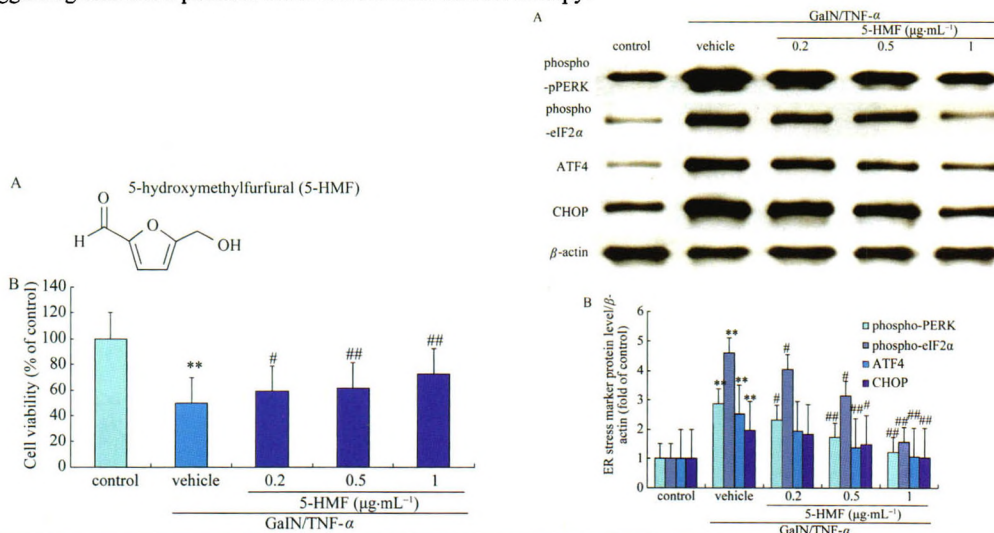 A
5-hydroxymethylfurfural (5-HMF)
O
H
O
OH
B
Cell viability (% of control)
140
120
100
80
60
40
20
0
**
#
##
##
control
vehicle
0.2
0.5
1
5-HMF (μg·mL⁻¹)
GaIN/TNF-α
A
GaIN/TNF-α
5-HMF (μg·mL⁻¹)
control
vehicle
0.2
0.5
1
phospho
-pPERK
phospho
-eIF2α
ATF4
CHOP
β-actin
B
ER stress marker protein level/β-
actin (fold of control)
6
5
4
3
2
1
0
phospho-PERK
phospho-eIF2α
ATF4
CHOP
**
**
**
**
#
#
##
#
##
#
##
##
##
##
control
vehicle
0.2
0.5
1
5-HMF (μg·mL⁻¹)
GaIN/TNF-α